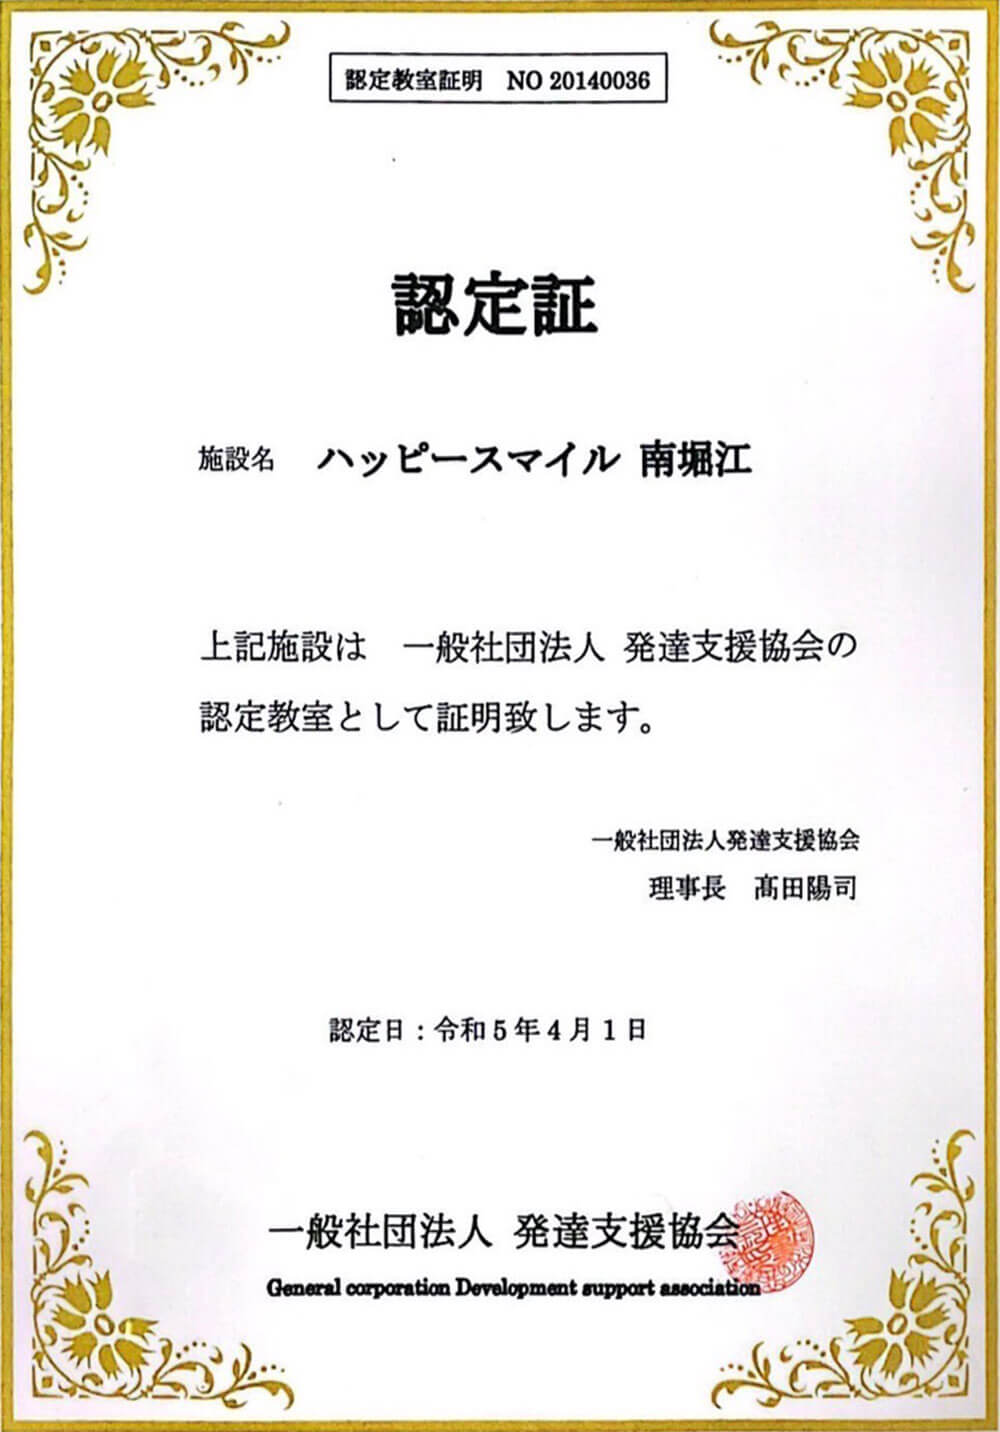 認定教室証明　NO 20140036
認定証
施設名　ハッピースマイル 南堀江
上記施設は　一般社団法人 発達支援協会の
認定教室として証明致します。
一般社団法人発達支援協会
理事長　髙田陽司
認定日：令和５年４月１日
一般社団法人 発達支援協会
General corporation Development support association